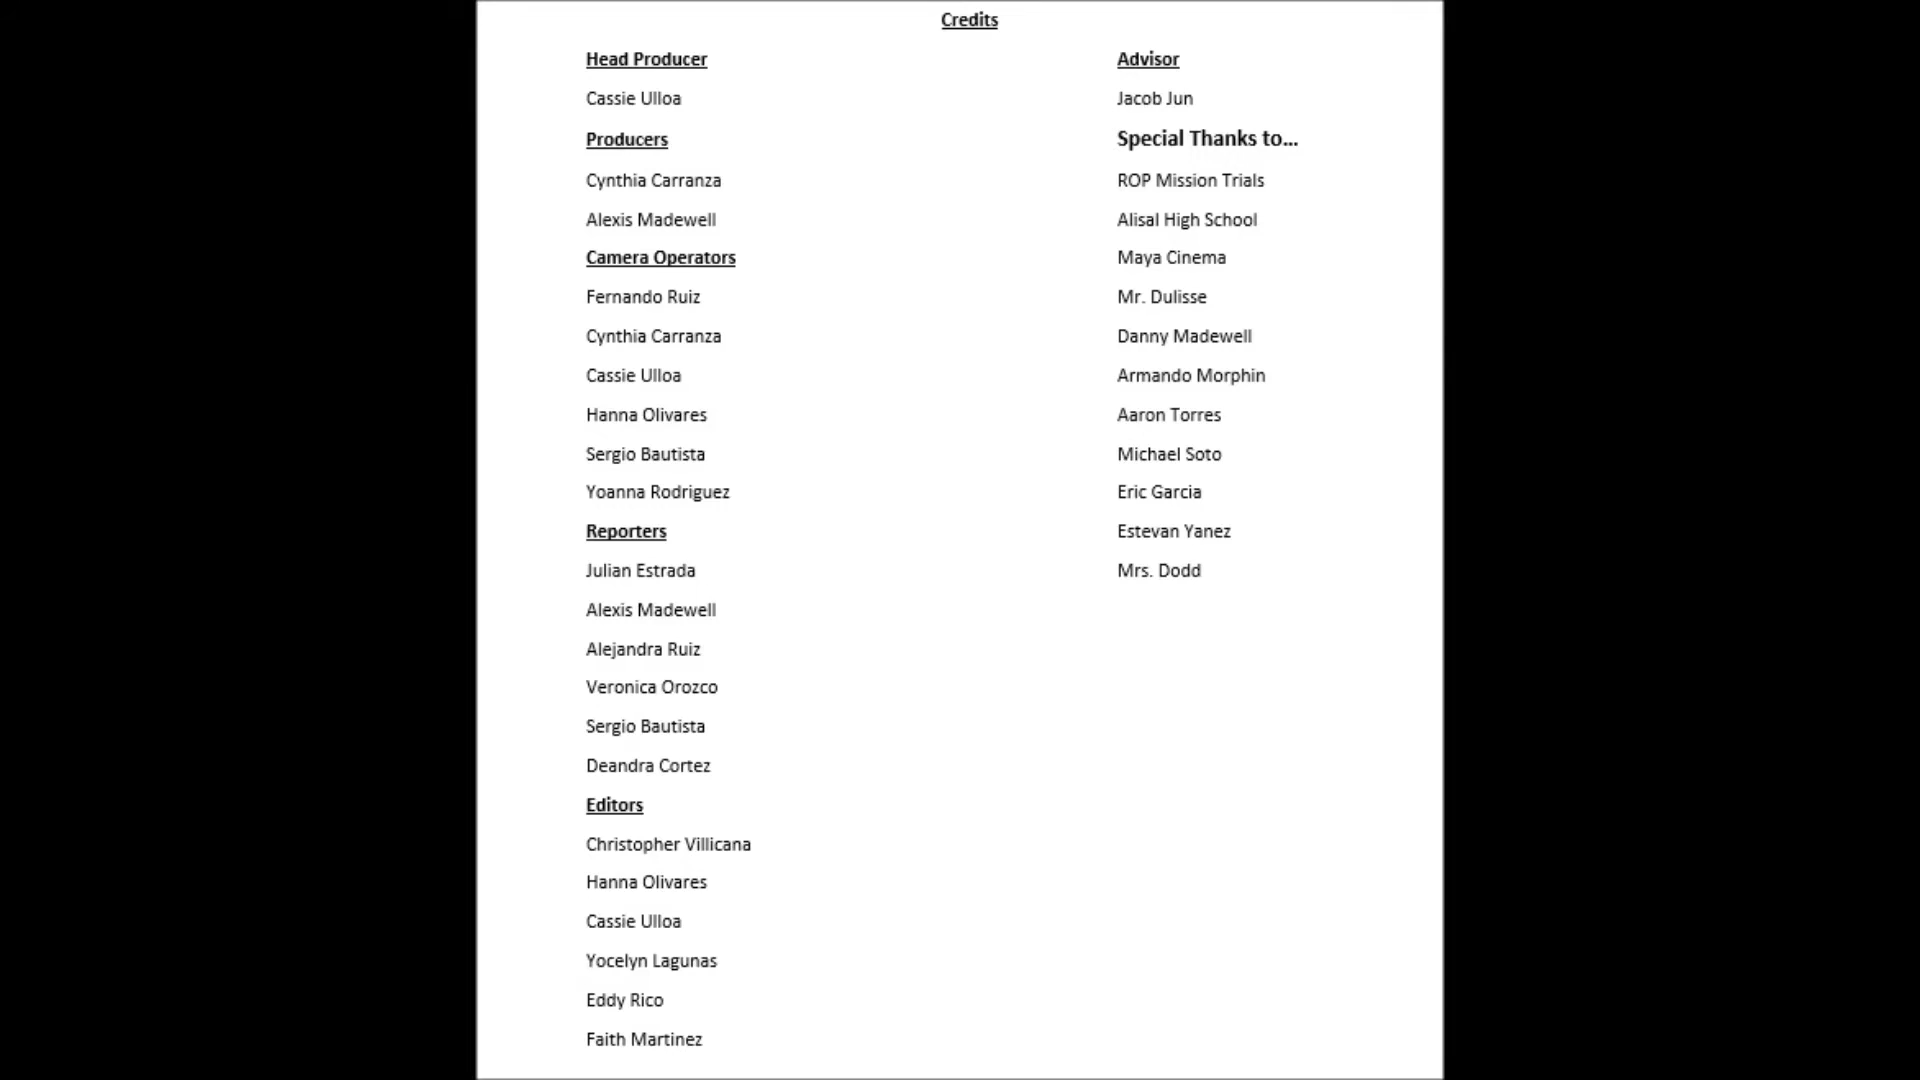 Credits
Head Producer
Cassie Ulloa
Producers
Cynthia Carranza
Alexis Madewell
Camera Operators
Fernando Ruiz
Cynthia Carranza
Cassie Ulloa
Hanna Olivares
Sergio Bautista
Yoanna Rodriguez
Reporters
Julian Estrada
Alexis Madewell
Alejandra Ruiz
Veronica Orozco
Sergio Bautista
Deandra Cortez
Editors
Christopher Villicana
Hanna Olivares
Cassie Ulloa
Yocelyn Lagunas
Eddy Rico
Faith Martinez
Advisor
Jacob Jun
Special Thanks to...
ROP Mission Trials
Alisal High School
Maya Cinema
Mr. Dulisse
Danny Madewell
Armando Morphin
Aaron Torres
Michael Soto
Eric Garcia
Estevan Yanez
Mrs. Dodd